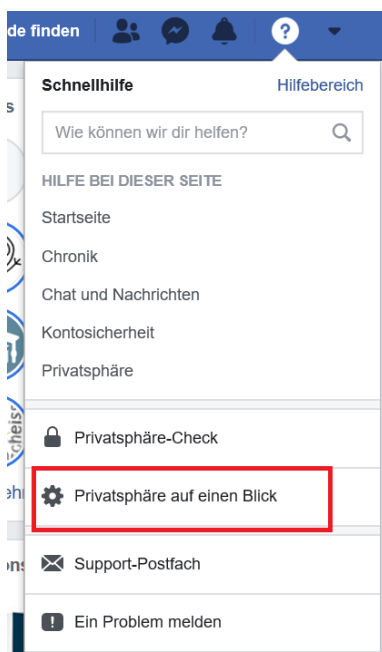 de finden
Schnellhilfe Hilfebereich
s
Wie können wir dir helfen?
HILFE BEI DIESER SEITE
Startseite
Chronik
Chat und Nachrichten
Kontosicherheit
Privatsphäre
Privatsphäre-Check
Privatsphäre auf einen Blick
Support-Postfach
Ein Problem melden